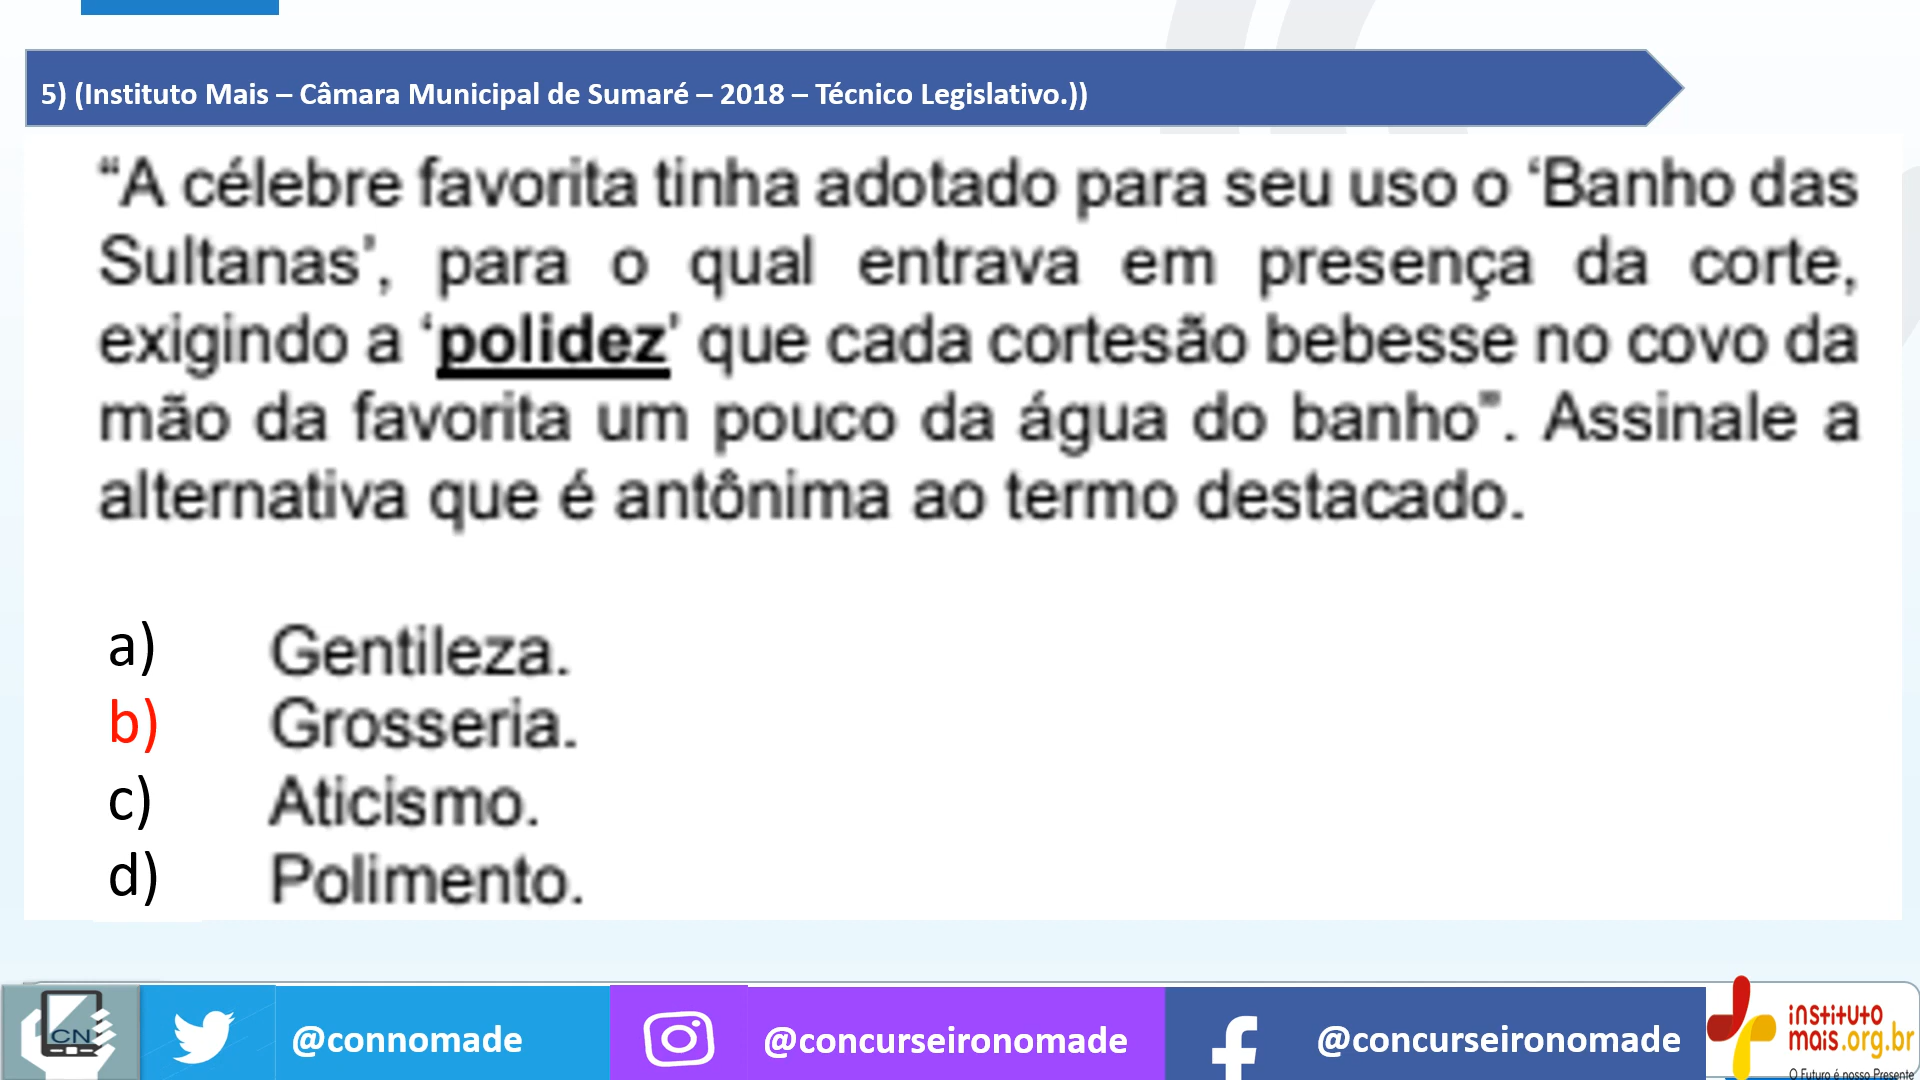 5) (Instituto Mais – Câmara Municipal de Sumaré – 2018 – Técnico Legislativo.))
“A célebre favorita tinha adotado para seu uso o ‘Banho das
Sultanas’, para o qual entrava em presença da corte,
exigindo a ‘polidez’ que cada cortesão bebesse no covo da
mão da favorita um pouco da água do banho”. Assinale a
alternativa que é antônima ao termo destacado.
a) Gentileza.
b) Grosseria.
c) Aticismo.
d) Polimento.
CN
@connomade
@concurseironomade
@concurseironomade
instituto
mais.org.br
O Futuro é nosso Presente